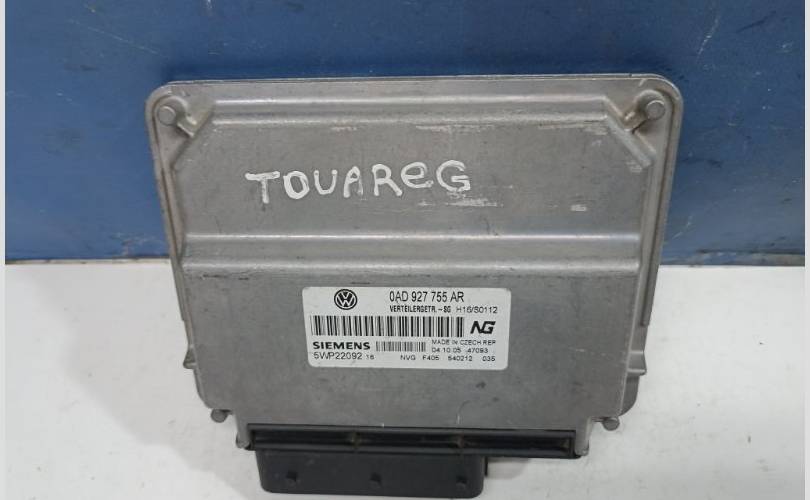 TOUAReG
0AD 927 755 AR
VERTEILERGETR.-SG H16/S0112
NG
SIEMENS MADE IN CZECH REP
04.10.05 47093
5WP22092 16 NVG F405 540212 035